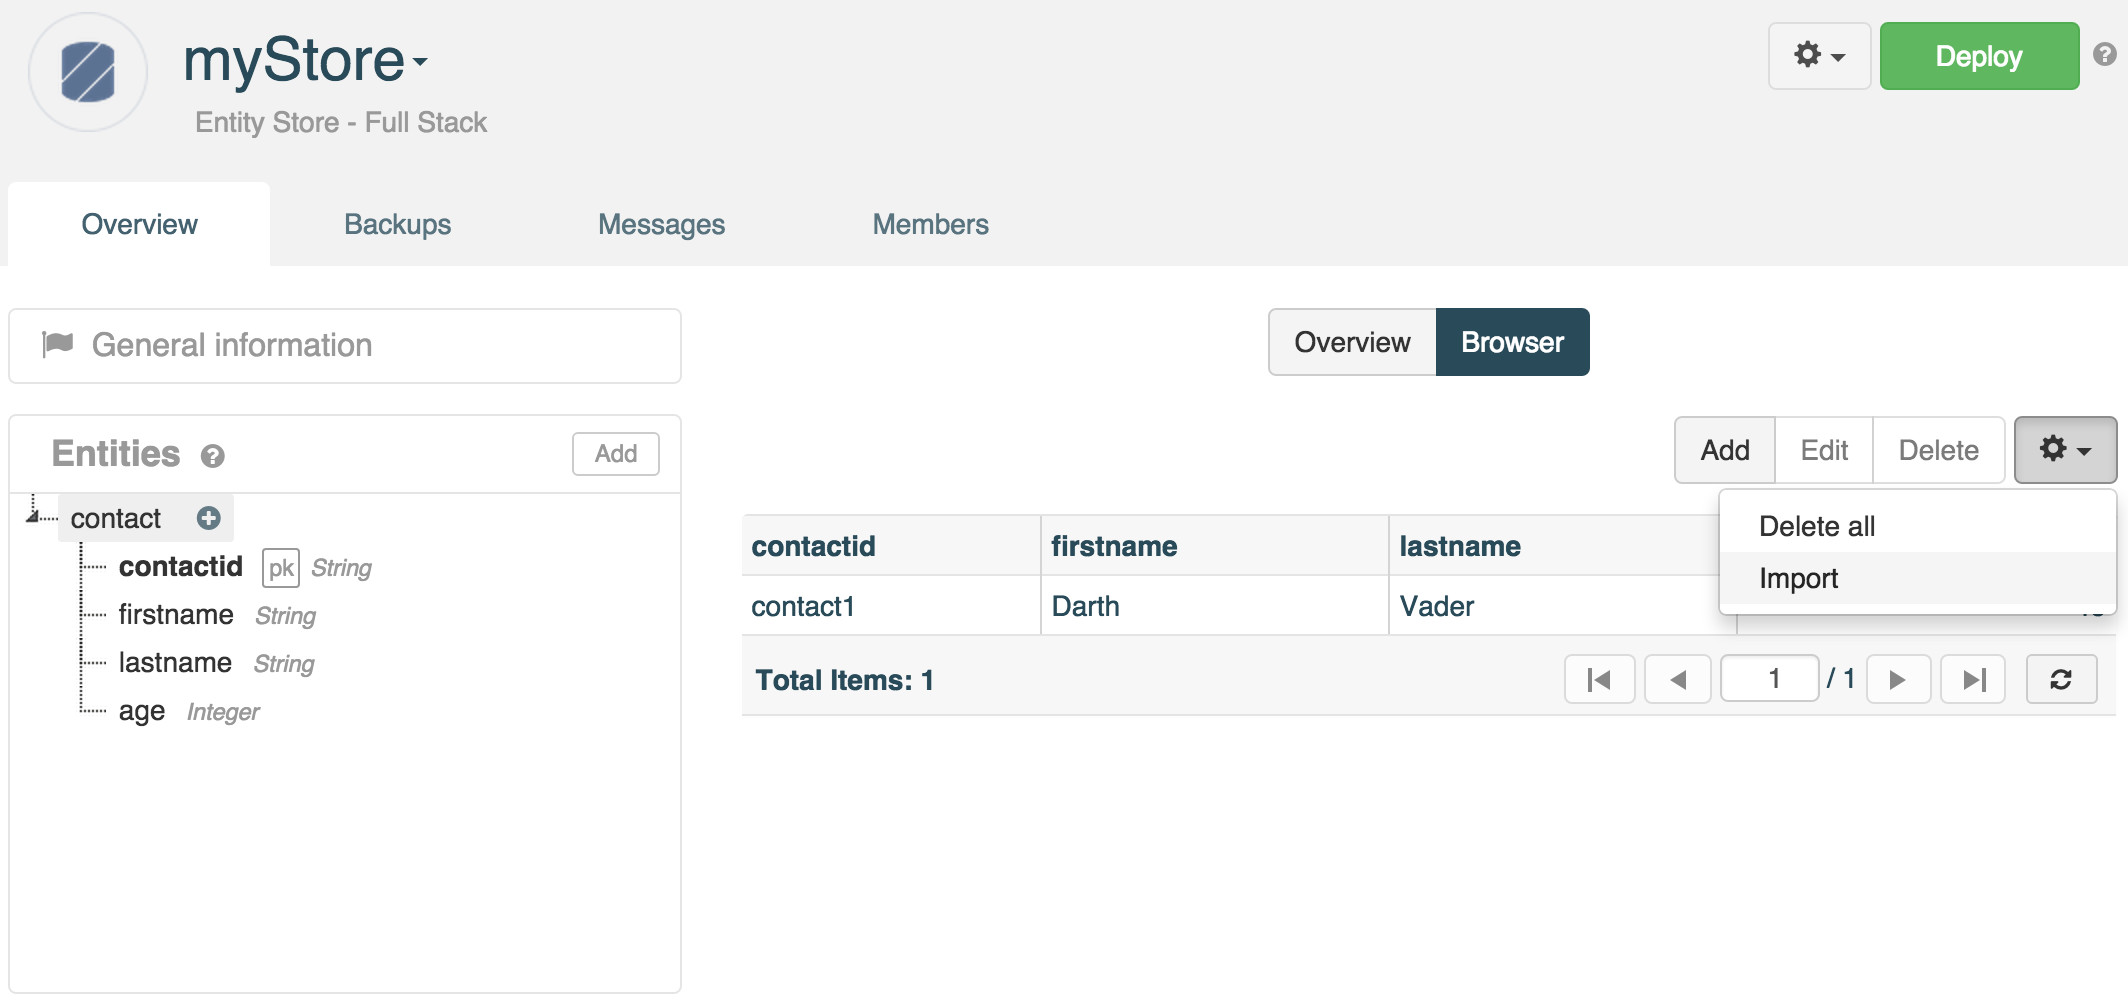 myStore
Deploy
Entity Store - Full Stack
Overview Backups Messages Members
General information
Overview Browser
Entities Add
Add Edit Delete
contact
contactid pk String
firstname String
lastname String
age Integer
Delete all
Import
contactid firstname lastname
contact1 Darth Vader
Total Items: 1
1 / 1